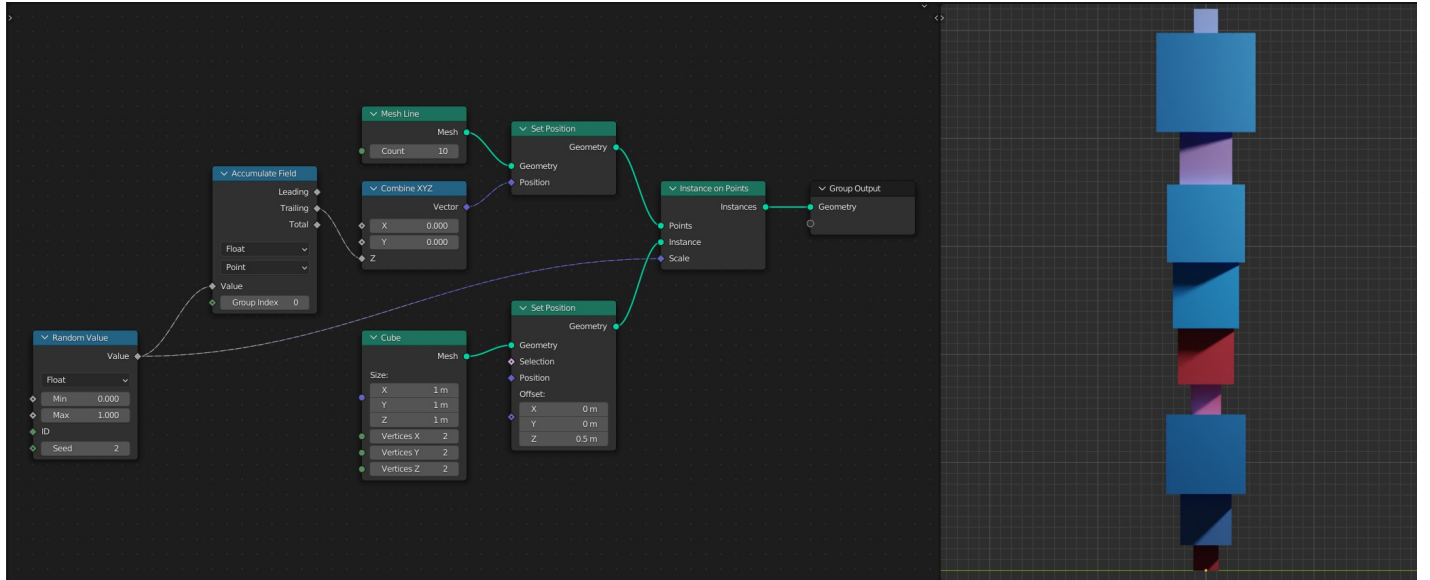 Mesh Line
Mesh
Count 10
Set Position
Geometry
Geometry
Position
Accumulate Field
Leading
Trailing
Total
Float
Point
Value
Group Index 0
Combine XYZ
Vector
X 0.000
Y 0.000
Z
Instance on Points
Instances
Points
Instance
Scale
Group Output
Geometry
Random Value
Value
Float
Min 0.000
Max 1.000
ID
Seed 2
Cube
Mesh
Size:
X 1 m
Y 1 m
Z 1 m
Vertices X 2
Vertices Y 2
Vertices Z 2
Set Position
Geometry
Geometry
Selection
Position
Offset:
X 0 m
Y 0 m
Z 0.5 m